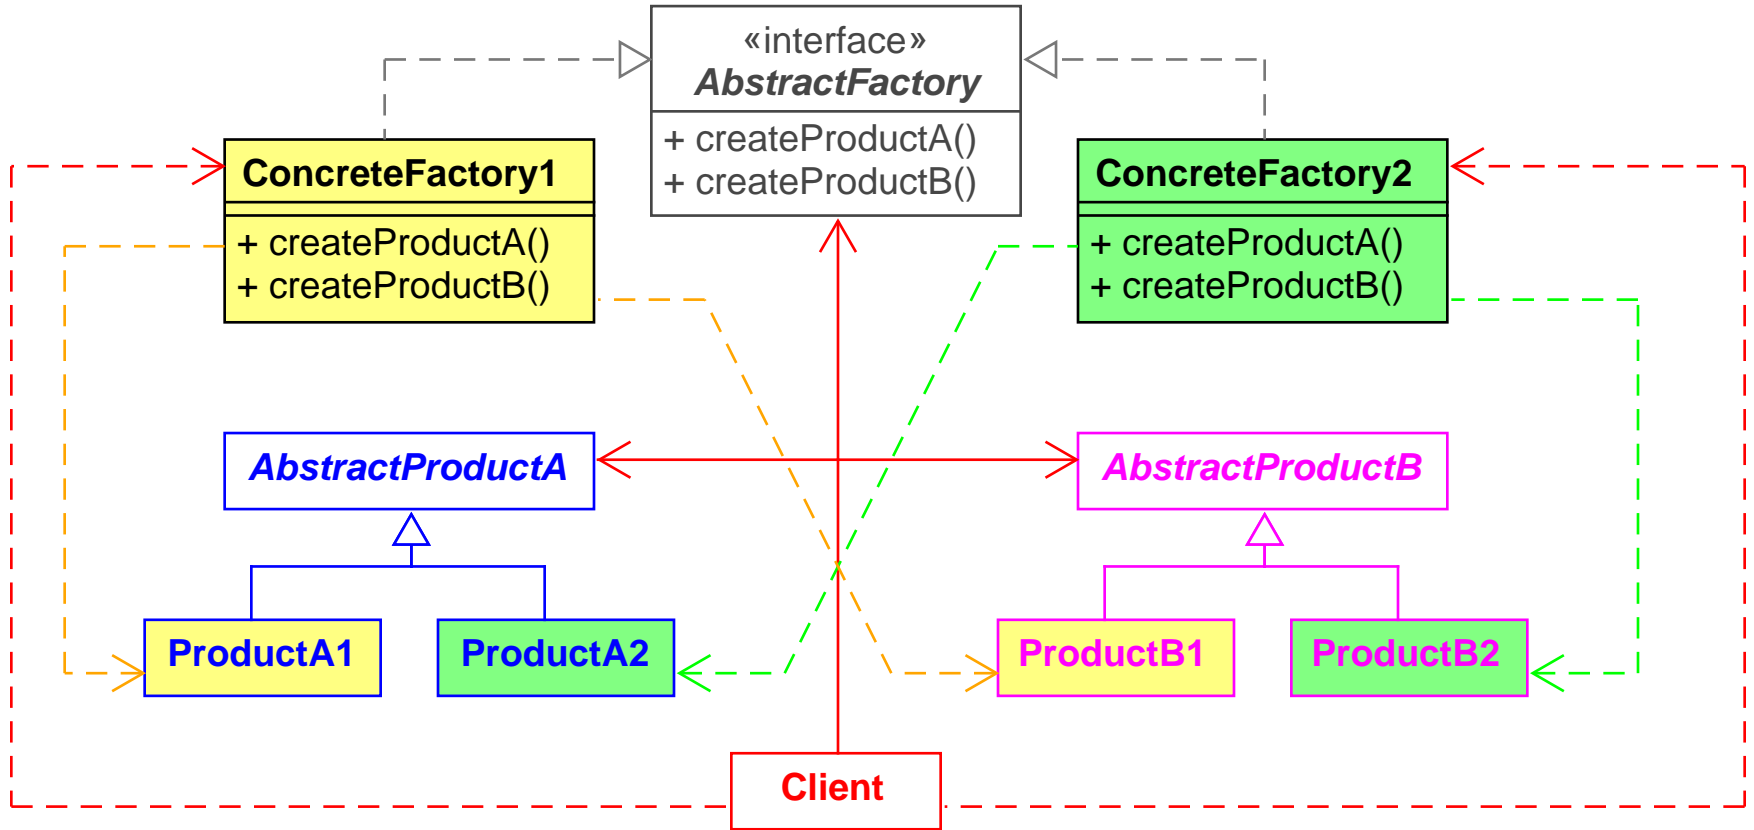 «interface»
AbstractFactory
+ createProductA()
+ createProductB()
ConcreteFactory1
+ createProductA()
+ createProductB()
ConcreteFactory2
+ createProductA()
+ createProductB()
AbstractProductA
AbstractProductB
ProductA1
ProductA2
ProductB1
ProductB2
Client